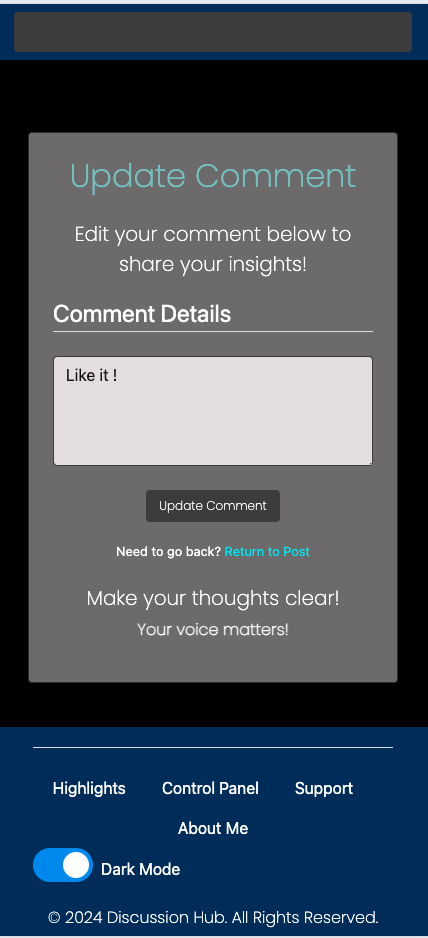 Update Comment
Edit your comment below to
share your insights!
Comment Details
Like it !
Update Comment
Need to go back? Return to Post
Make your thoughts clear!
Your voice matters!
Highlights Control Panel Support
About Me
Dark Mode
© 2024 Discussion Hub. All Rights Reserved.